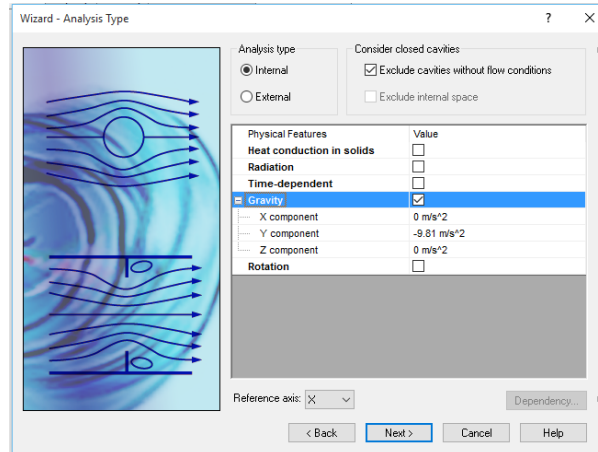 Wizard - Analysis Type
?
Analysis type
Consider closed cavities
Internal
Exclude cavities without flow conditions
External
Exclude internal space
Physical Features Value
Heat conduction in solids
Radiation
Time-dependent
Gravity
X component 0 m/s^2
Y component -9.81 m/s^2
Z component 0 m/s^2
Rotation
Reference axis: X
Dependency...
< Back Next > Cancel Help